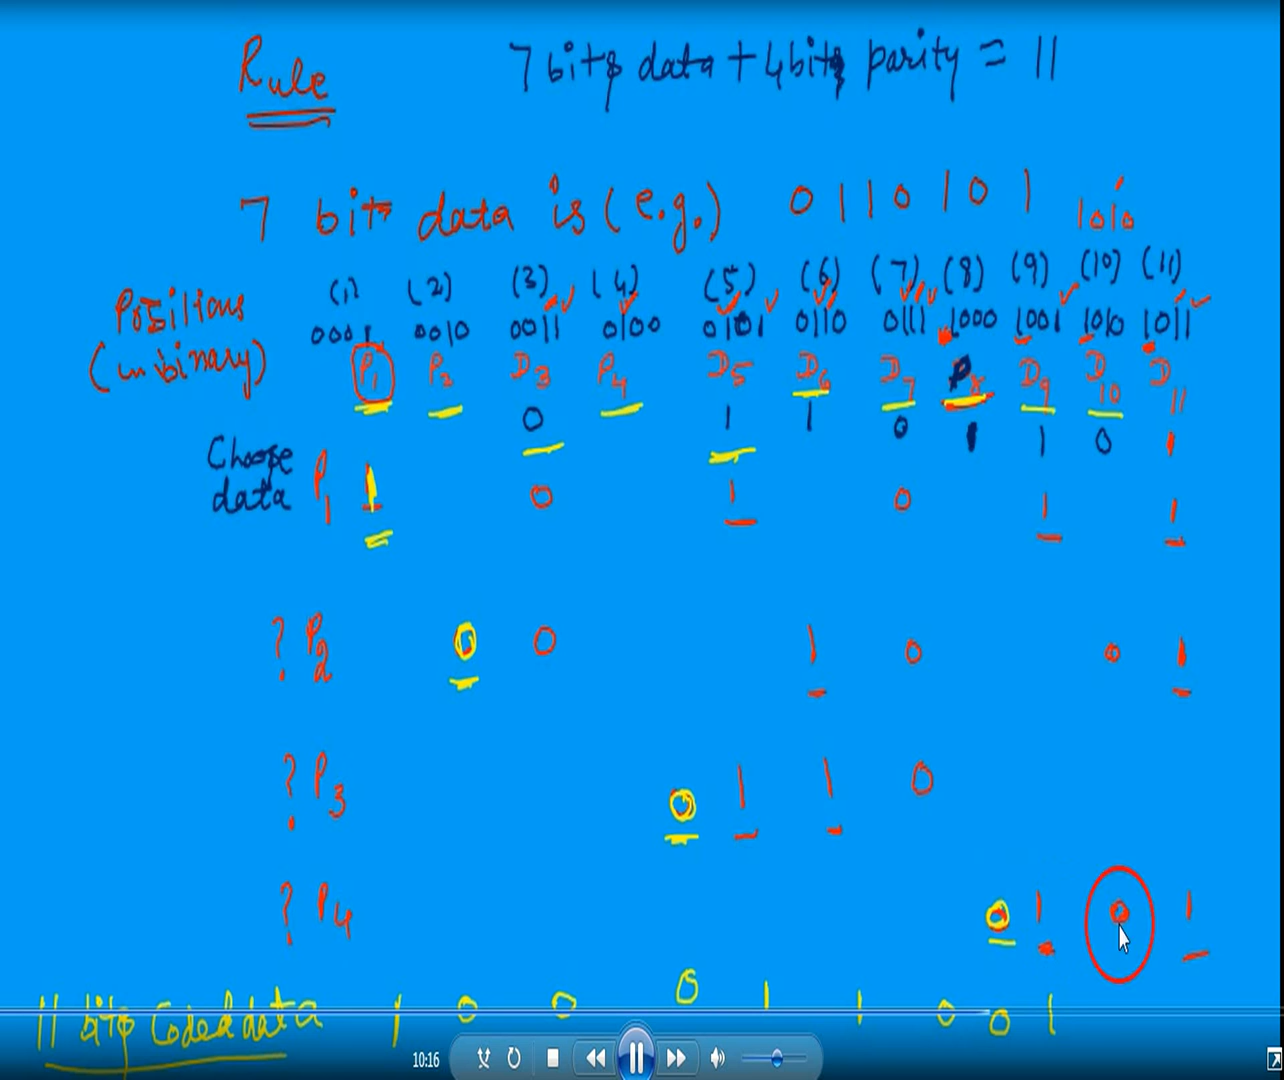 Rule
7 bits data + 4 bits parity = 11
7 bits data is (e.g.) 0 1 1 0 1 0 1 1010
Positions (1) (2) (3) (4) (5) (6) (7) (8) (9) (10) (11)
(in binary) 0001 0010 0011 0100 0101 0110 0111 1000 1001 1010 1011
P1 P2 D3 P4 D5 D6 D7 P8 D9 D10 D11
0 1 1 0 1 1 0 1
Choose
data P1 1 0 1 0 1 1
? P2 0 0 1 0 0 1
? P3 0 1 1 0
? P4 0 1 0 1
11 bits coded data 1 0 0 0 1 1 0 0 1
10:16